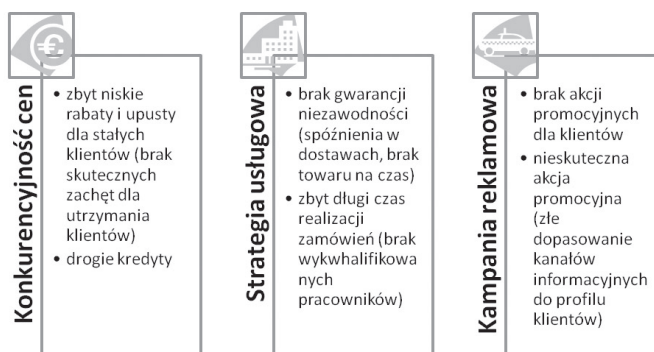 Konkurencyjność cen
• zbyt niskie
rabaty i upusty
dla stałych
klientów (brak
skutecznych
zachęt dla
utrzymania
klientów)
• drogie kredyty
Strategia usługowa
• brak gwarancji
niezawodności
(spóźnienia w
dostawach, brak
towaru na czas)
• zbyt długi czas
realizacji
zamówień (brak
wykwhalifikowa
nych
pracowników)
Kampania reklamowa
• brak akcji
promocyjnych
dla klientów
• nieskuteczna
akcja
promocyjna
(złe
dopasowanie
kanałów
informacyjnych
do profilu
klientów)